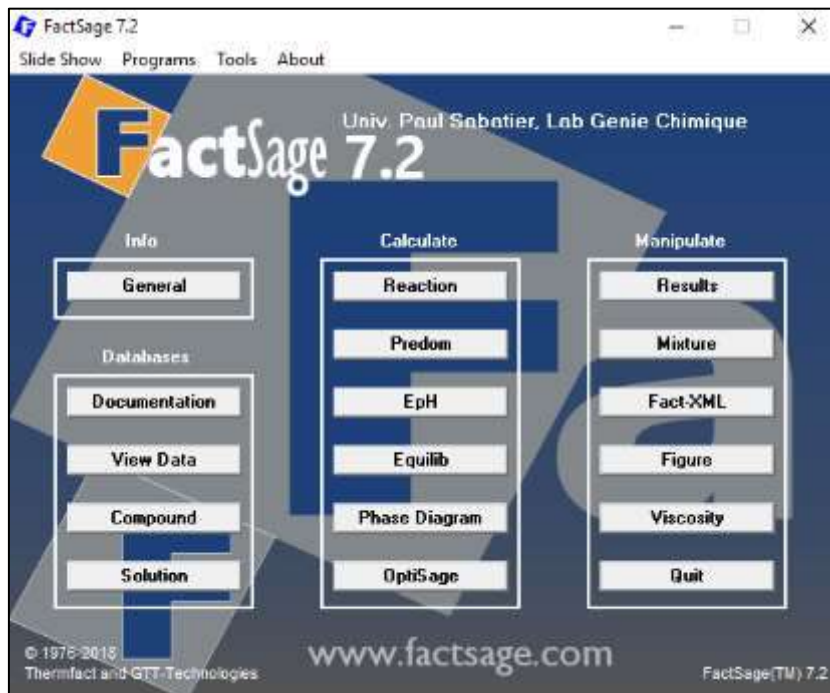 FactSage 7.2
Slide Show Programs Tools About
Univ. Paul Sabatier, Lab Genie Chimique
FactSage 7.2
Info
General
Databases
Documentation
View Data
Compound
Solution
Calculate
Reaction
Predom
EpH
Equilib
Phase Diagram
OptiSage
Manipulate
Results
Mixture
Fact-XML
Figure
Viscosity
Quit
© 1976-2018
Thermfact and GTT-Technologies
www.factsage.com
FactSage(TM) 7.2